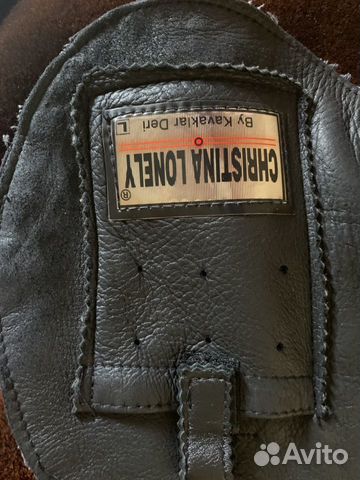 CHRISTINA LONELY
®
By Kavaklar Deri
L
Avito